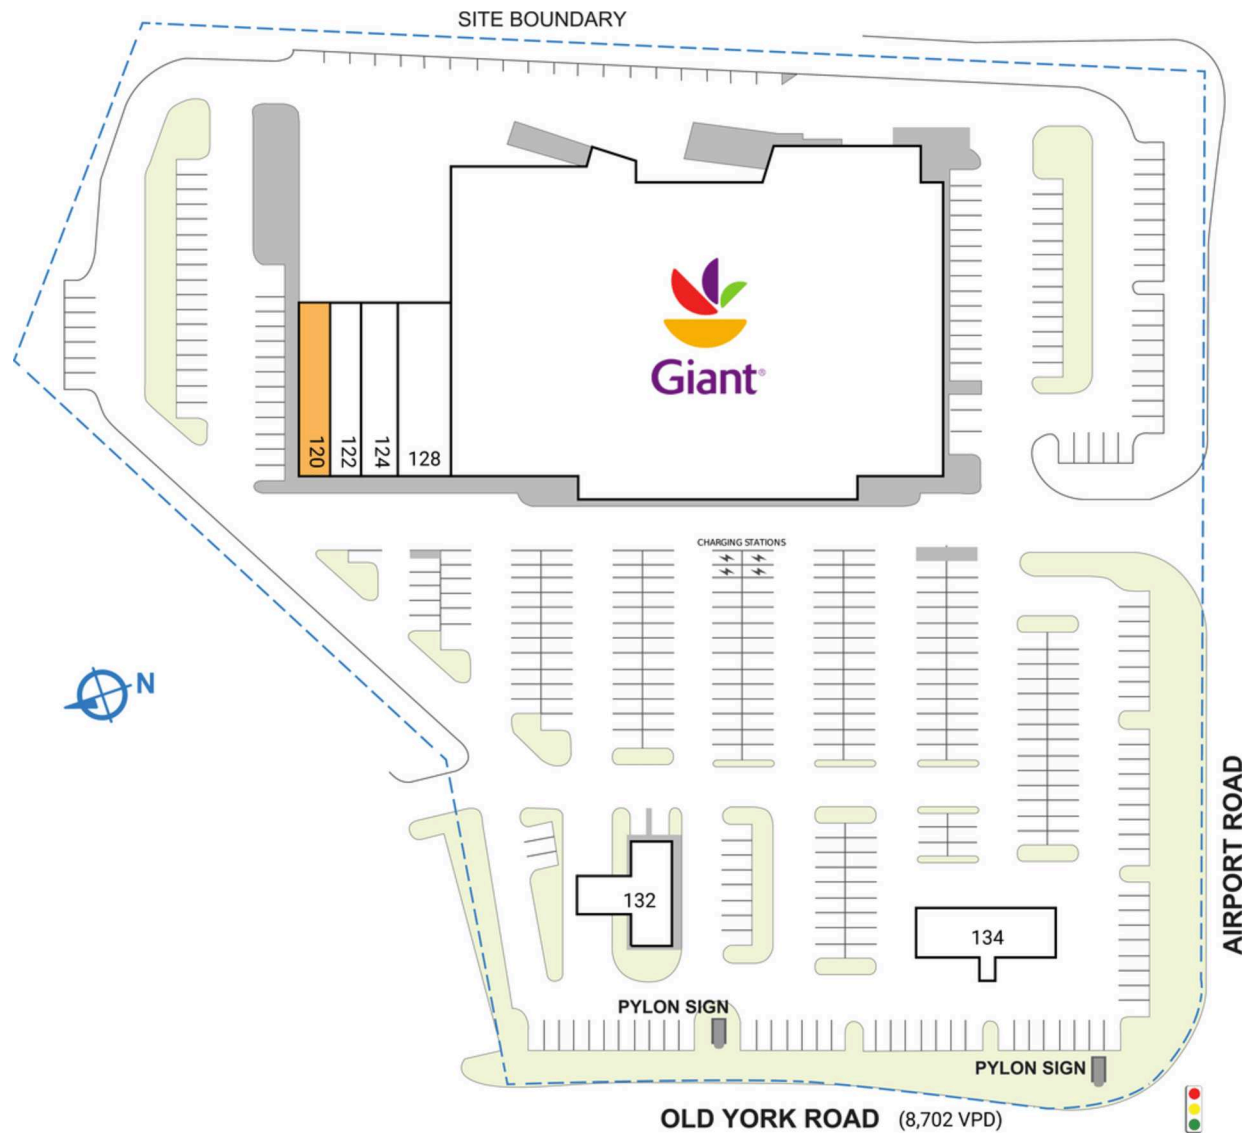 SITE BOUNDARY
Giant®
120
122
124
128
CHARGING STATIONS
N
132
134
PYLON SIGN
PYLON SIGN
AIRPORT ROAD
OLD YORK ROAD (8,702 VPD)